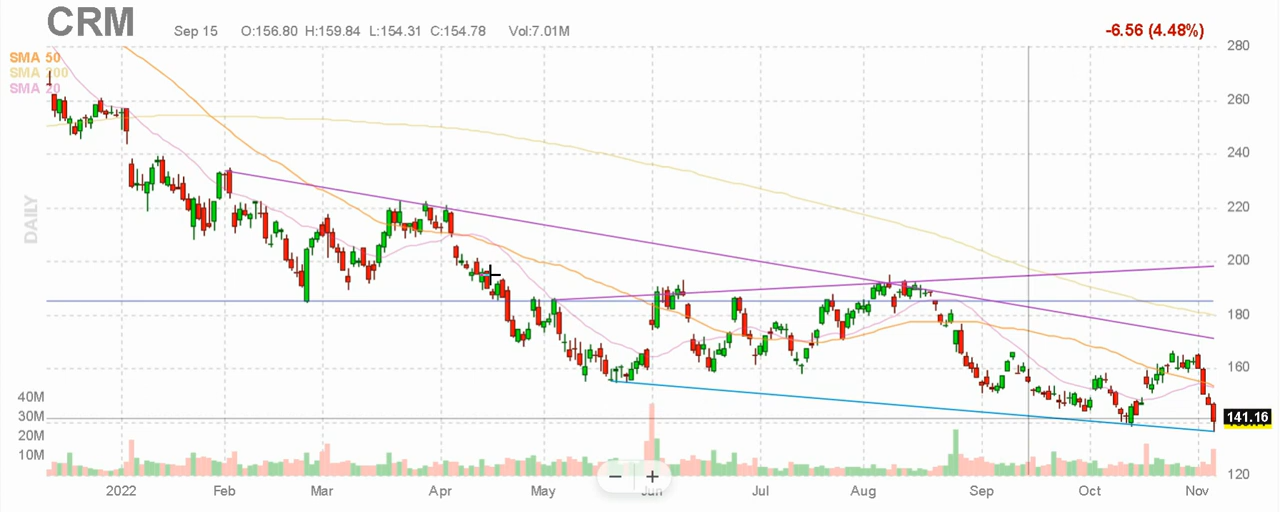 CRM
Sep 15 O:156.80 H:159.84 L:154.31 C:154.78 Vol:7.01M
-6.56 (4.48%)
SMA 50
SMA 200
SMA 20
DAILY
280
260
240
220
200
180
160
141.16
120
40M
30M
20M
10M
2022 Feb Mar Apr May Jun Jul Aug Sep Oct Nov